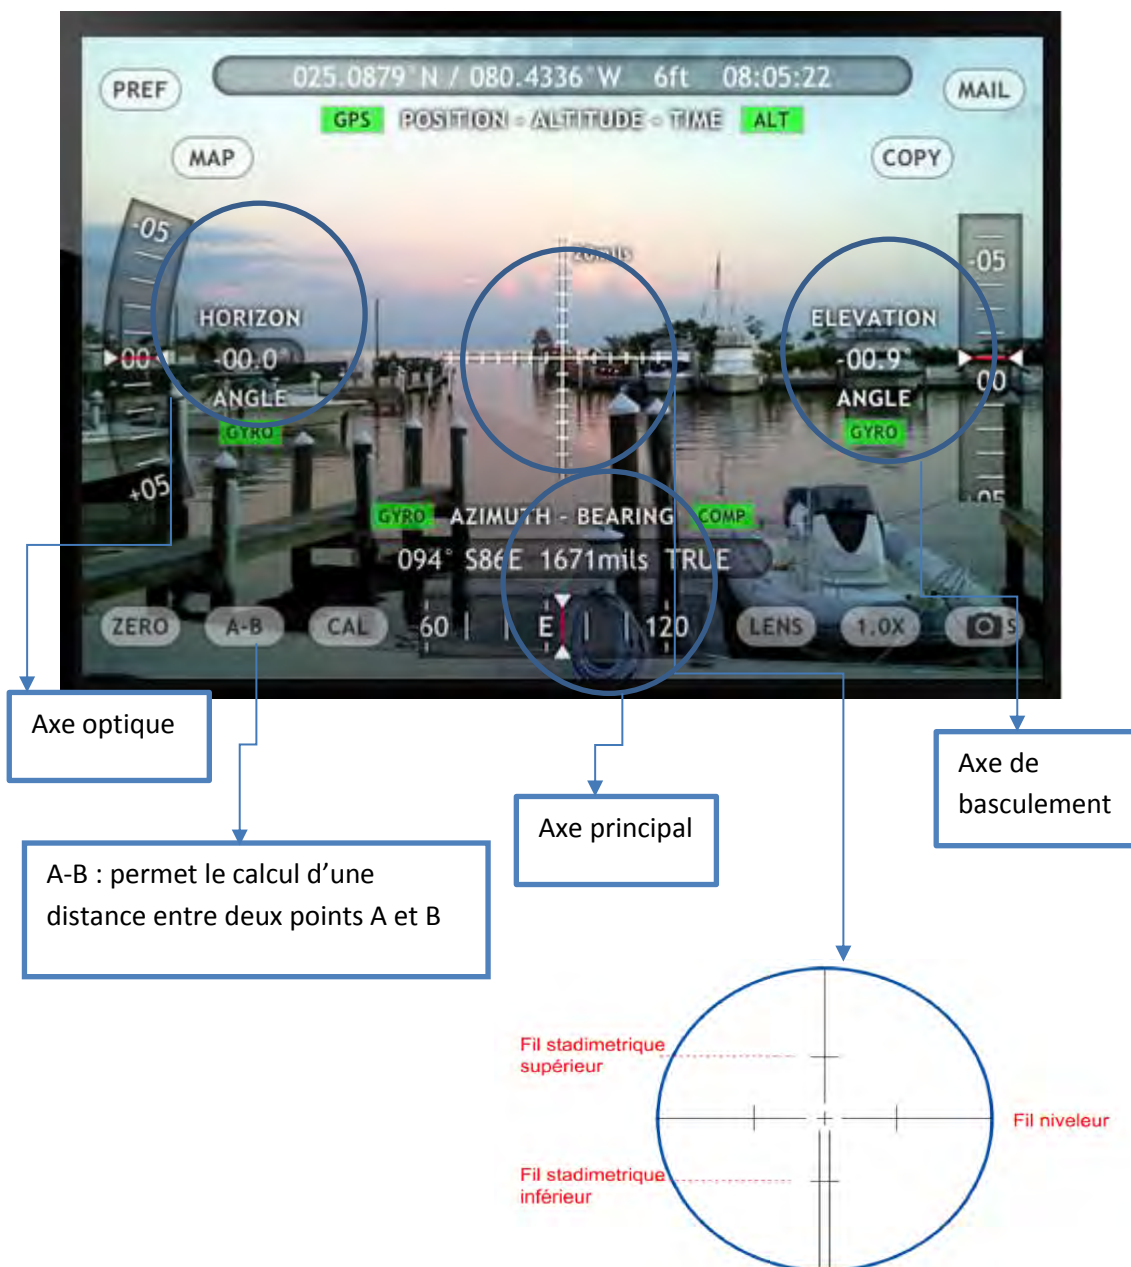 025.0879°N / 080.4336°W 6ft 08:05:22
PREF
MAIL
GPS POSITION - ALTITUDE - TIME ALT
MAP
COPY
-05
20mils
-05
HORIZON
ELEVATION
00
-00.0°
-00.9°
00
ANGLE
ANGLE
GYRO
GYRO
+05
05
GYRO AZIMUTH - BEARING COMP
094° S86E 1671mils TRUE
ZERO
A-B
CAL
60
E
120
LENS
1.0X
S
Axe optique
Axe de
basculement
Axe principal
A-B : permet le calcul d’une
distance entre deux points A et B
Fil stadimetrique
supérieur
Fil niveleur
Fil stadimetrique
inférieur